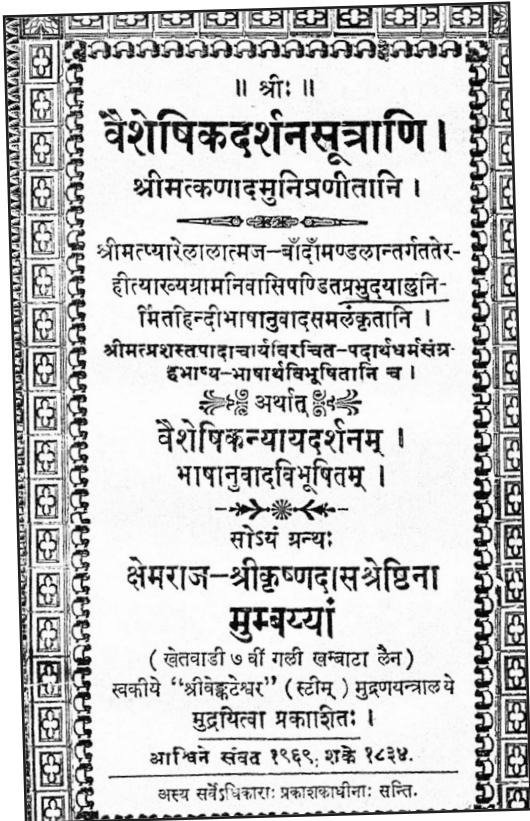 ॥ श्रीः ॥
वैशेषिकदर्शनसूत्राणि ।
श्रीमत्कणादमुनिप्रणीतानि ।
श्रीमत्प्यारेलालात्मज–बाँदाँमण्डलान्तर्गततेर-
हीत्याख्यग्रामनिवासिपण्डितप्रभुदयालुनि-
र्मितहिन्दीभाषानुवादसमलंकृतानि ।
श्रीमत्प्रशस्तपादाचार्यविरचित–पदार्थधर्मसंग्र-
हभाष्य–भाषार्थविभूषितानि च ।
अर्थात्
वैशेषिकन्यायदर्शनम् ।
भाषानुवादविभूषितम् ।
सोऽयं ग्रन्थः
क्षेमराज–श्रीकृष्णदासश्रेष्ठिना
मुम्बय्यां
( खेतवाडी ७ वीं गली खम्बाटा लैन )
स्वकीये “श्रीवेङ्कटेश्वर” (स्टीम् ) मुद्रणयन्त्रालये
मुद्रयित्वा प्रकाशितः ।
आश्विने संवत १९६९, शके १८३४.
अस्य सर्वेऽधिकाराः प्रकाशकाधीनाः सन्ति.